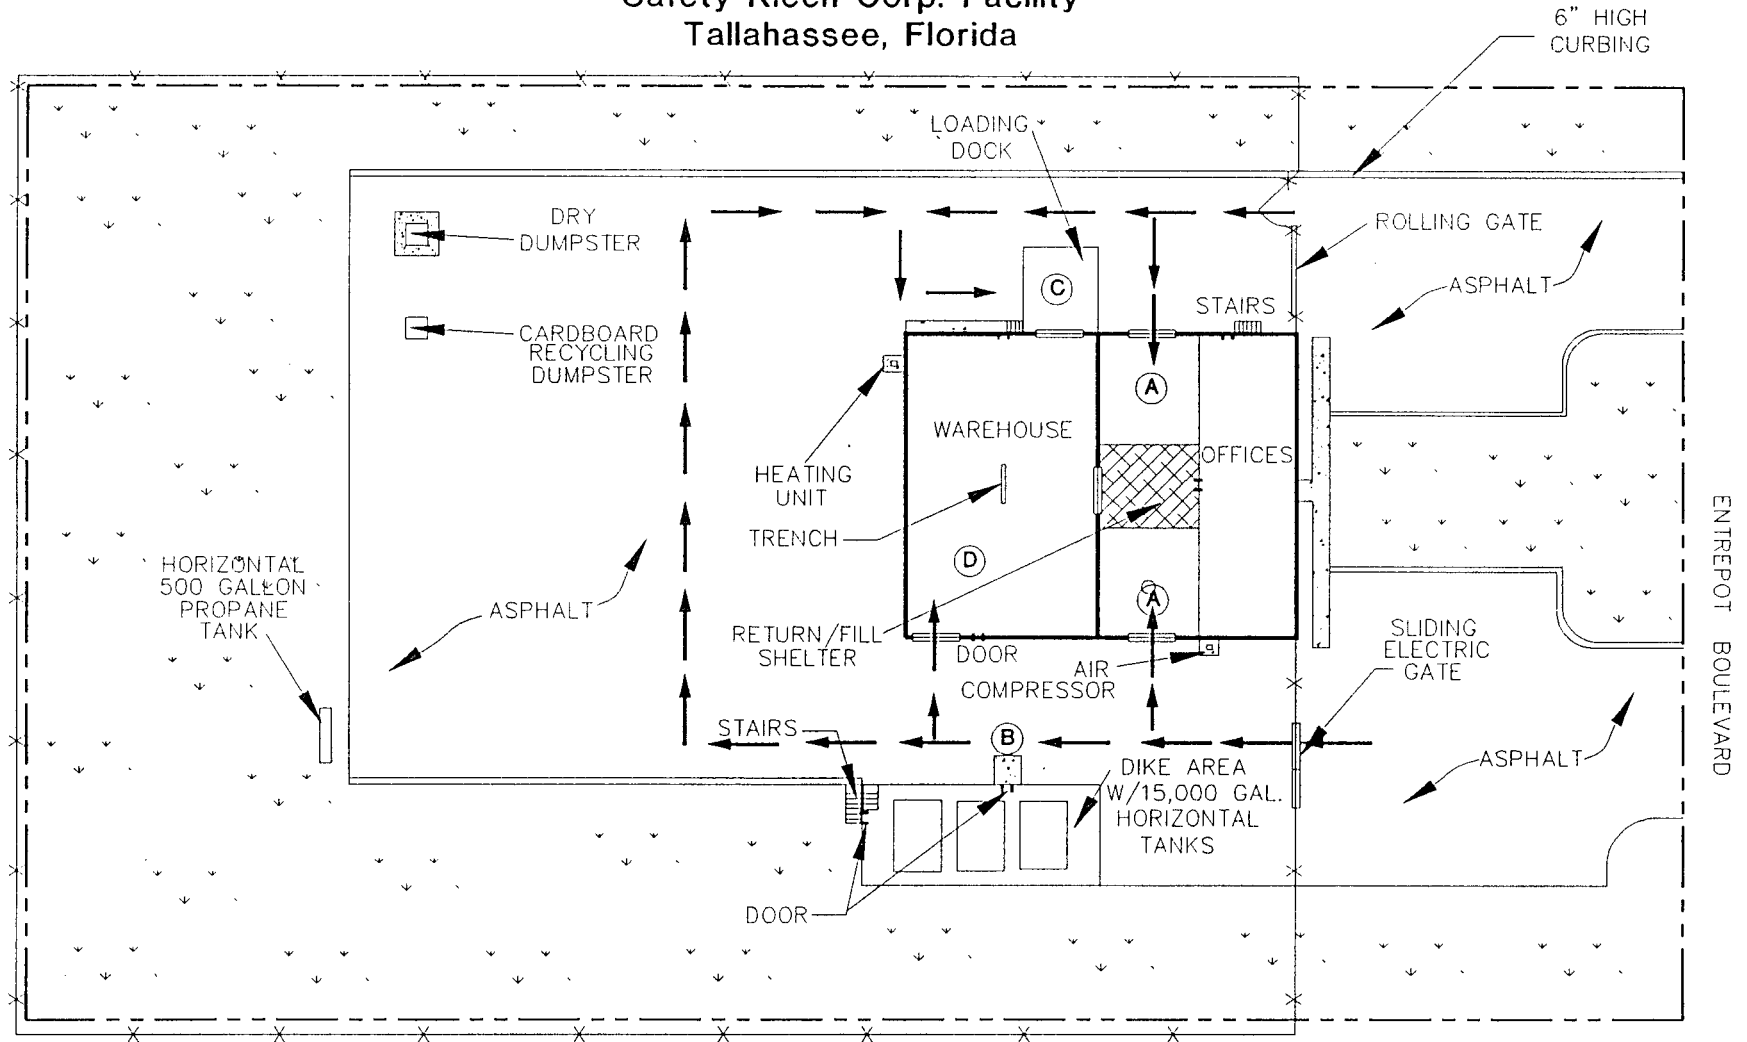 Tallahassee, Florida
6" HIGH
CURBING
LOADING
DOCK
DRY
DUMPSTER
ROLLING GATE
ASPHALT
STAIRS
C
CARDBOARD
RECYCLING
DUMPSTER
A
WAREHOUSE
OFFICES
HEATING
UNIT
TRENCH
D
A
HORIZONTAL
500 GALLON
PROPANE
TANK
ASPHALT
RETURN/FILL
SHELTER
DOOR
AIR
COMPRESSOR
SLIDING
ELECTRIC
GATE
ENTREPOT BOULEVARD
STAIRS
B
DIKE AREA
W/15,000 GAL.
HORIZONTAL
TANKS
ASPHALT
DOOR